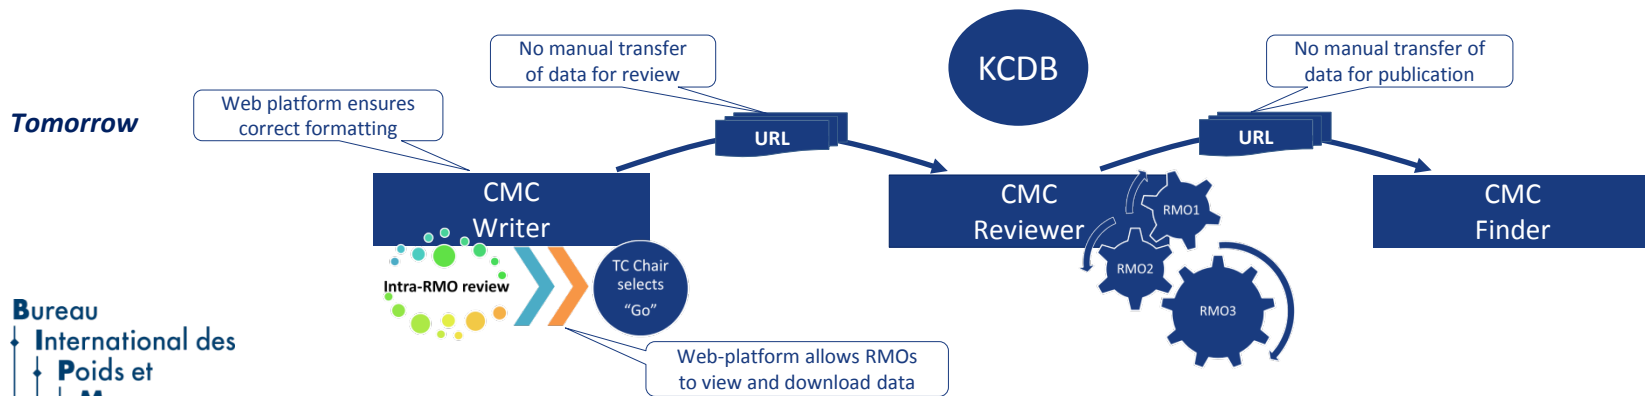 No manual transfer
of data for review
KCDB
No manual transfer of
data for publication
Web platform ensures
correct formatting
Tomorrow
URL
URL
CMC
Writer
CMC
Reviewer
CMC
Finder
RMO1
RMO2
RMO3
Intra-RMO review
TC Chair
selects
“Go”
Web-platform allows RMOs
to view and download data
Bureau
International des
Poids et